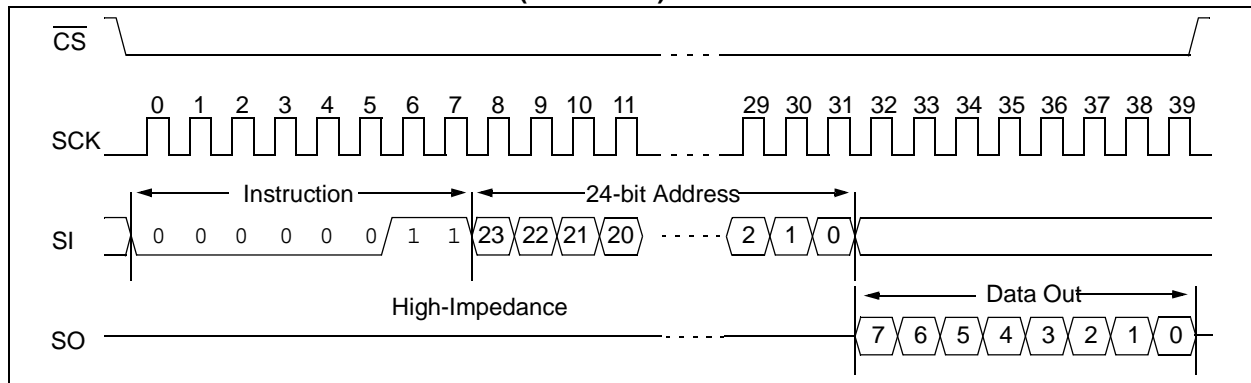 CS
0 1 2 3 4 5 6 7 8 9 10 11 29 30 31 32 33 34 35 36 37 38 39
SCK
Instruction 24-bit Address
SI 0 0 0 0 0 0 1 1 23 22 21 20 2 1 0
High-Impedance Data Out
SO 7 6 5 4 3 2 1 0